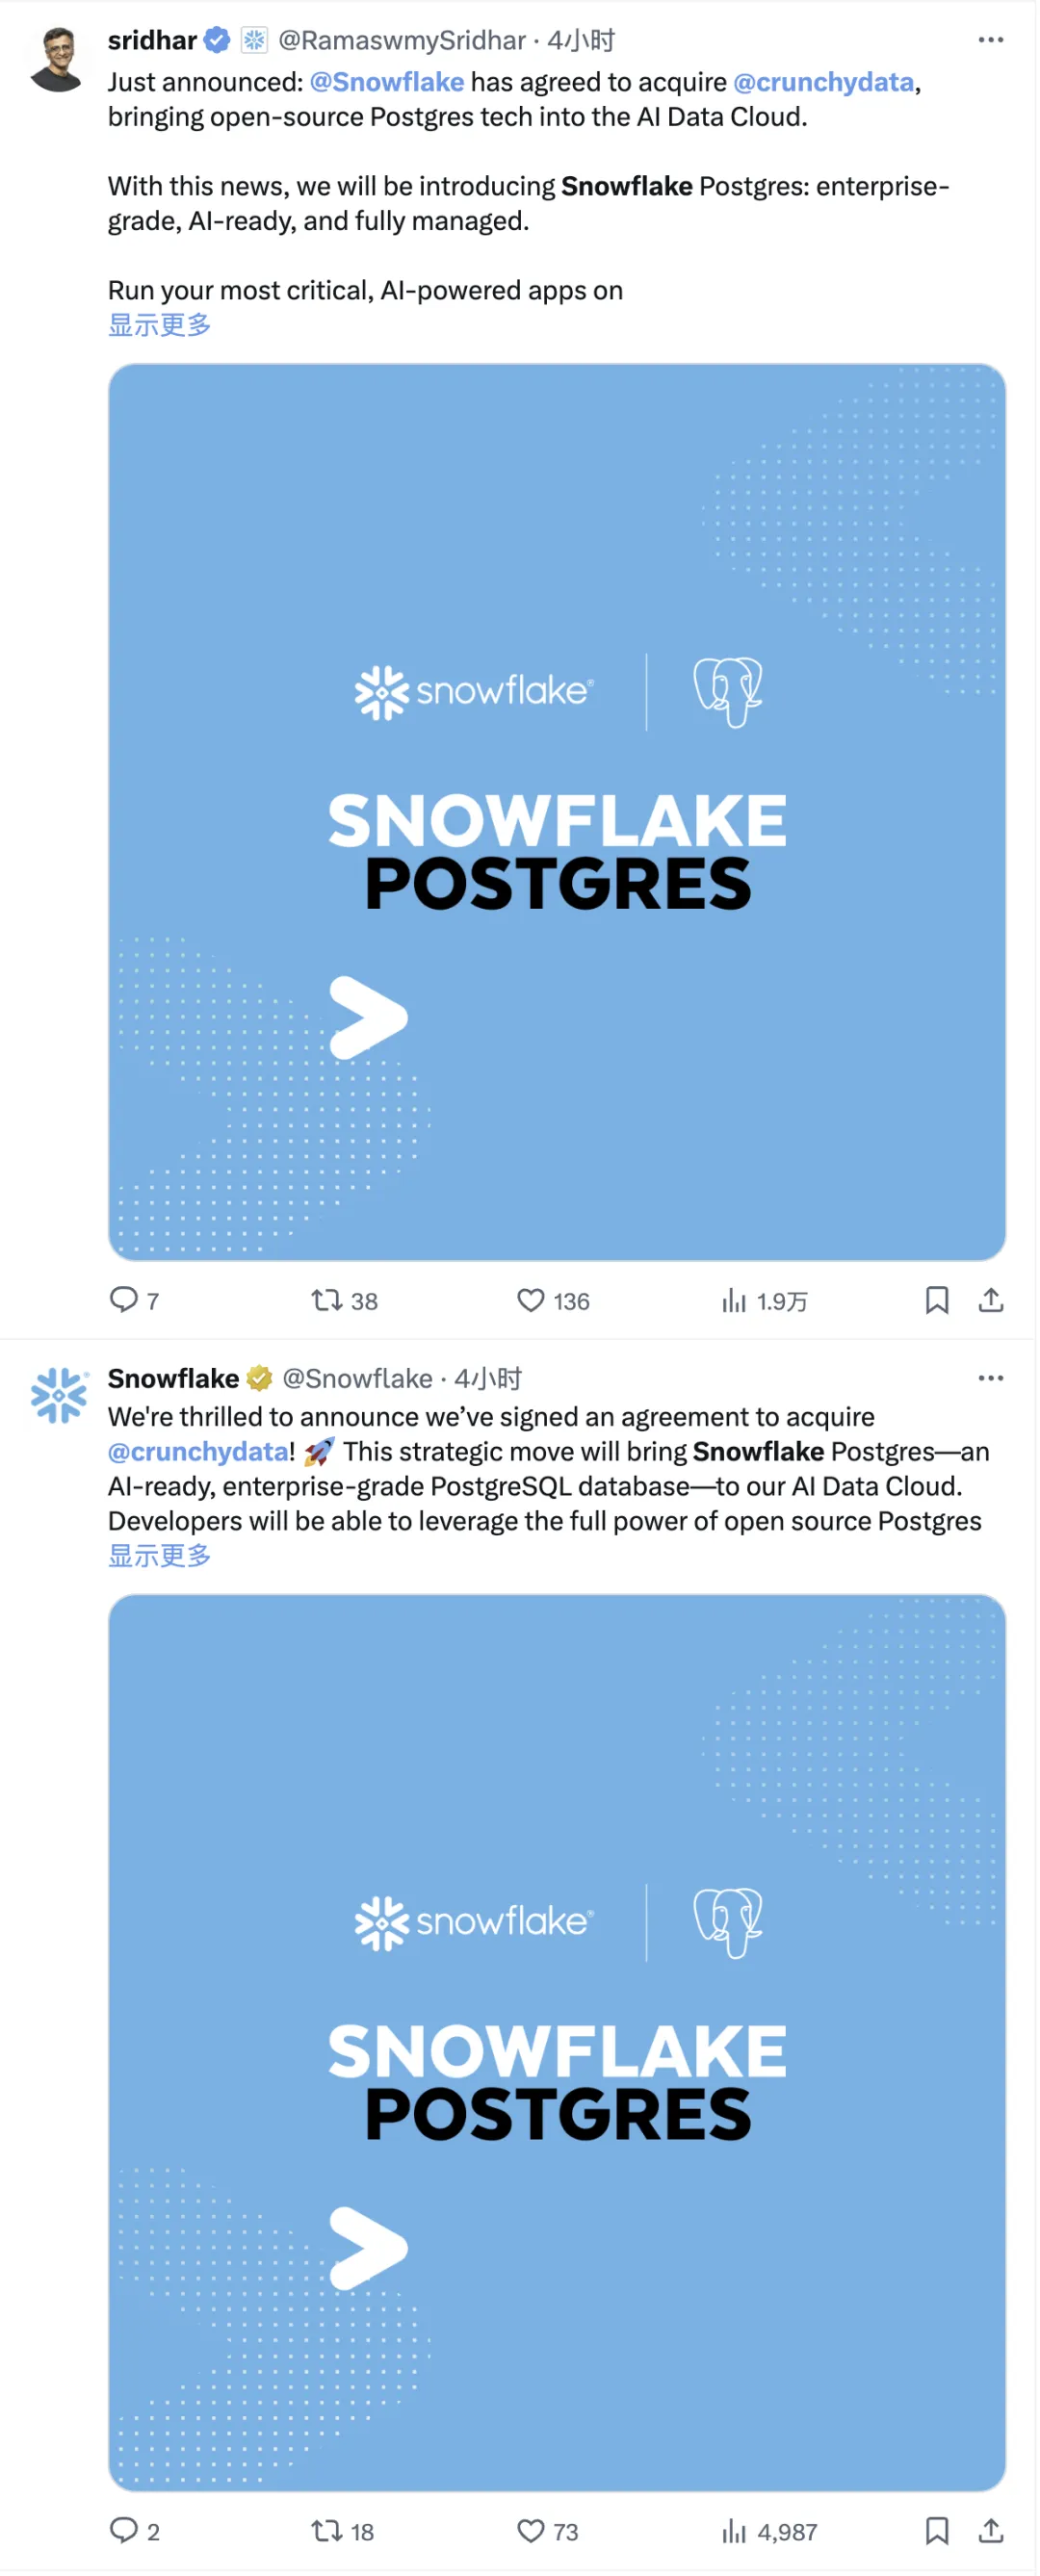 sridhar @RamaswmySridhar · 4小时
Just announced: @Snowflake has agreed to acquire @crunchydata,
bringing open-source Postgres tech into the AI Data Cloud.
With this news, we will be introducing Snowflake Postgres: enterprise-
grade, AI-ready, and fully managed.
Run your most critical, AI-powered apps on
显示更多
snowflake®
SNOWFLAKE
POSTGRES
7 38 136 1.9万
Snowflake @Snowflake · 4小时
We're thrilled to announce we’ve signed an agreement to acquire
@crunchydata! 🚀 This strategic move will bring Snowflake Postgres—an
AI-ready, enterprise-grade PostgreSQL database—to our AI Data Cloud.
Developers will be able to leverage the full power of open source Postgres
显示更多
snowflake®
SNOWFLAKE
POSTGRES
2 18 73 4,987